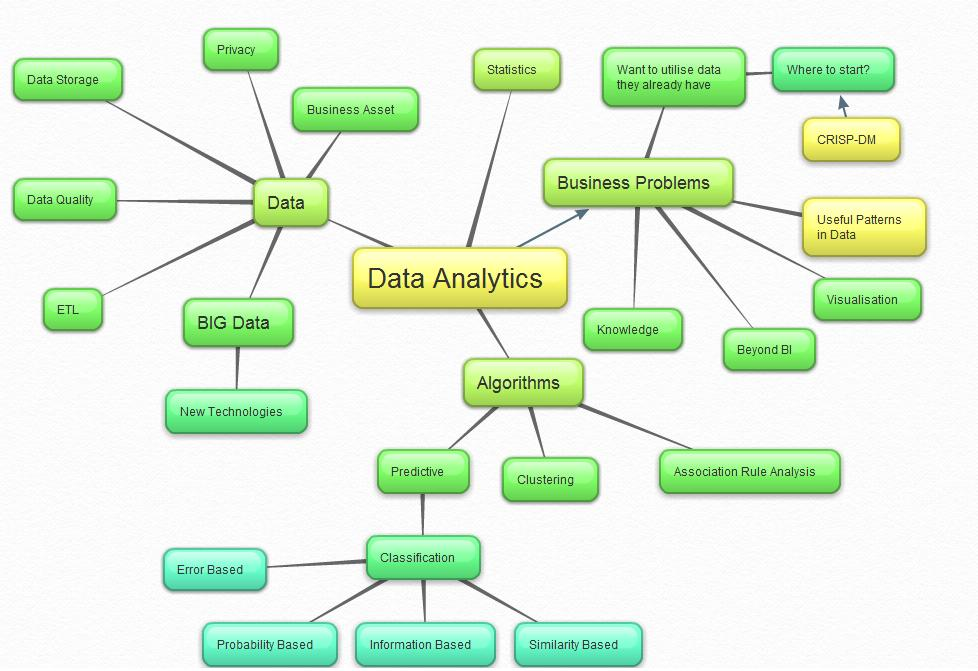 Privacy
Data Storage
Business Asset
Statistics
Want to utilise data
they already have
Where to start?
CRISP-DM
Data Quality
Data
Business Problems
Useful Patterns
in Data
Data Analytics
ETL
BIG Data
Visualisation
Knowledge
Beyond BI
New Technologies
Algorithms
Predictive
Clustering
Association Rule Analysis
Classification
Error Based
Probability Based
Information Based
Similarity Based